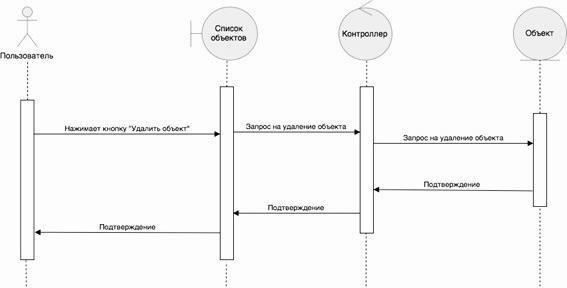 Пользователь
Список
объектов
Контроллер
Объект
Нажимает кнопку "Удалить объект"
Запрос на удаление объекта
Запрос на удаление объекта
Подтверждение
Подтверждение
Подтверждение